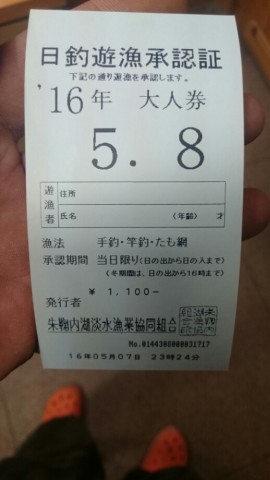 日釣遊漁承認証
下記の通り遊漁を承認します。
'16年 大人券
5. 8
遊漁者
住所
氏名 (年齢) 才
漁法 手釣・竿釣・たも網
承認期間 当日限り(日の出から日の入まで)
(冬期間は、日の出から16時まで)
¥ 1,100-
発行者
朱鞠内湖淡水漁業協同組合
No.0144300000031717
16年05月07日 23時24分